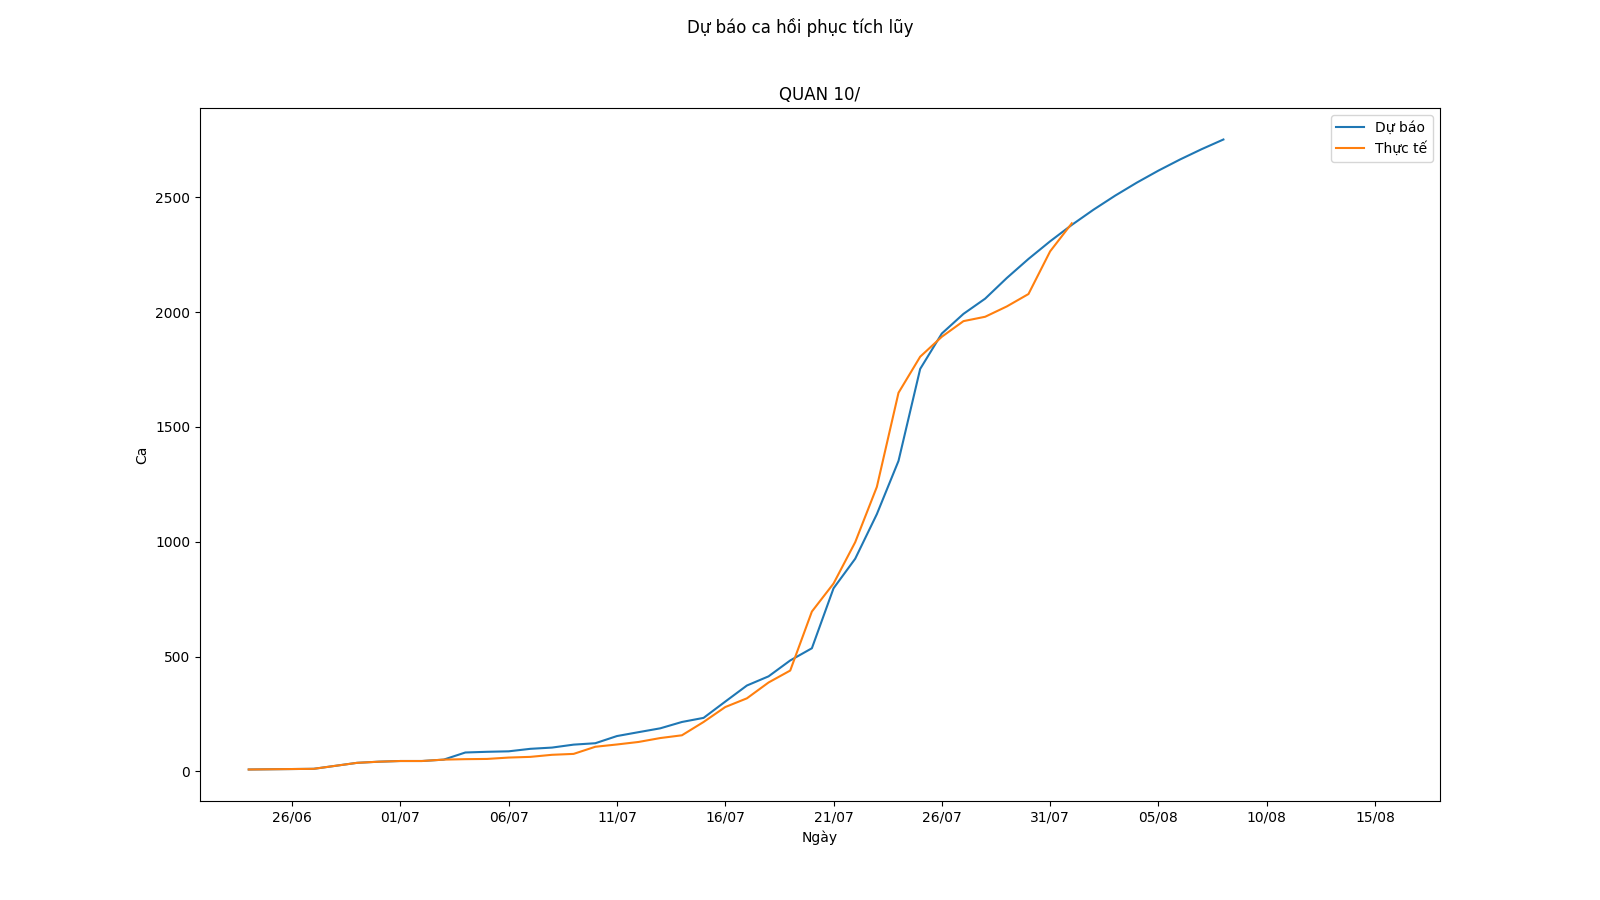 Dự báo ca hồi phục tích lũy
QUAN 10/
Dự báo
Thực tế
2500
2000
1500
1000
500
0
Ca
26/06 01/07 06/07 11/07 16/07 21/07 26/07 31/07 05/08 10/08 15/08
Ngày